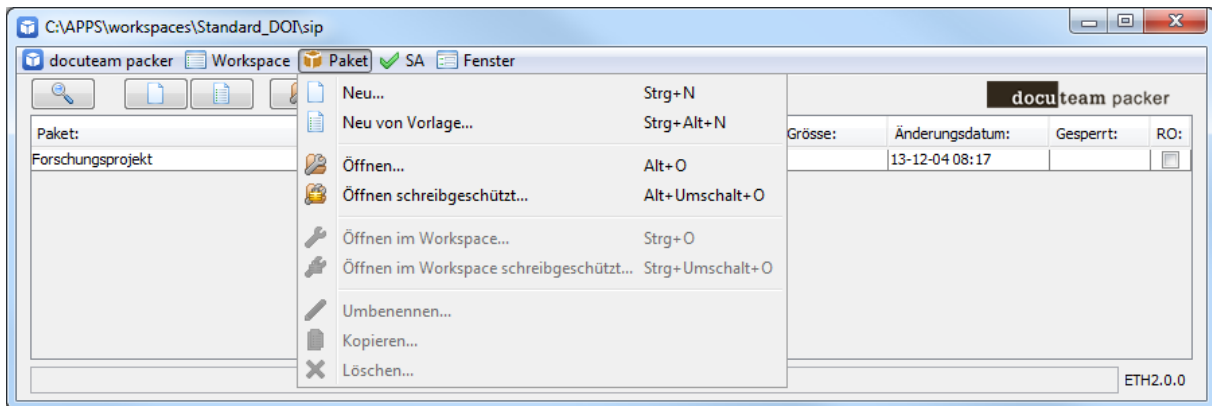 C:\APPS\workspaces\Standard_DOI\sip
docuteam packer Workspace Paket SA Fenster
docuteam packer
Neu... Strg+N
Neu von Vorlage... Strg+Alt+N
Öffnen... Alt+O
Öffnen schreibgeschützt... Alt+Umschalt+O
Öffnen im Workspace... Strg+O
Öffnen im Workspace schreibgeschützt... Strg+Umschalt+O
Umbenennen...
Kopieren...
Löschen...
Paket: Grösse: Änderungsdatum: Gesperrt: RO:
Forschungsprojekt 13-12-04 08:17
ETH2.0.0